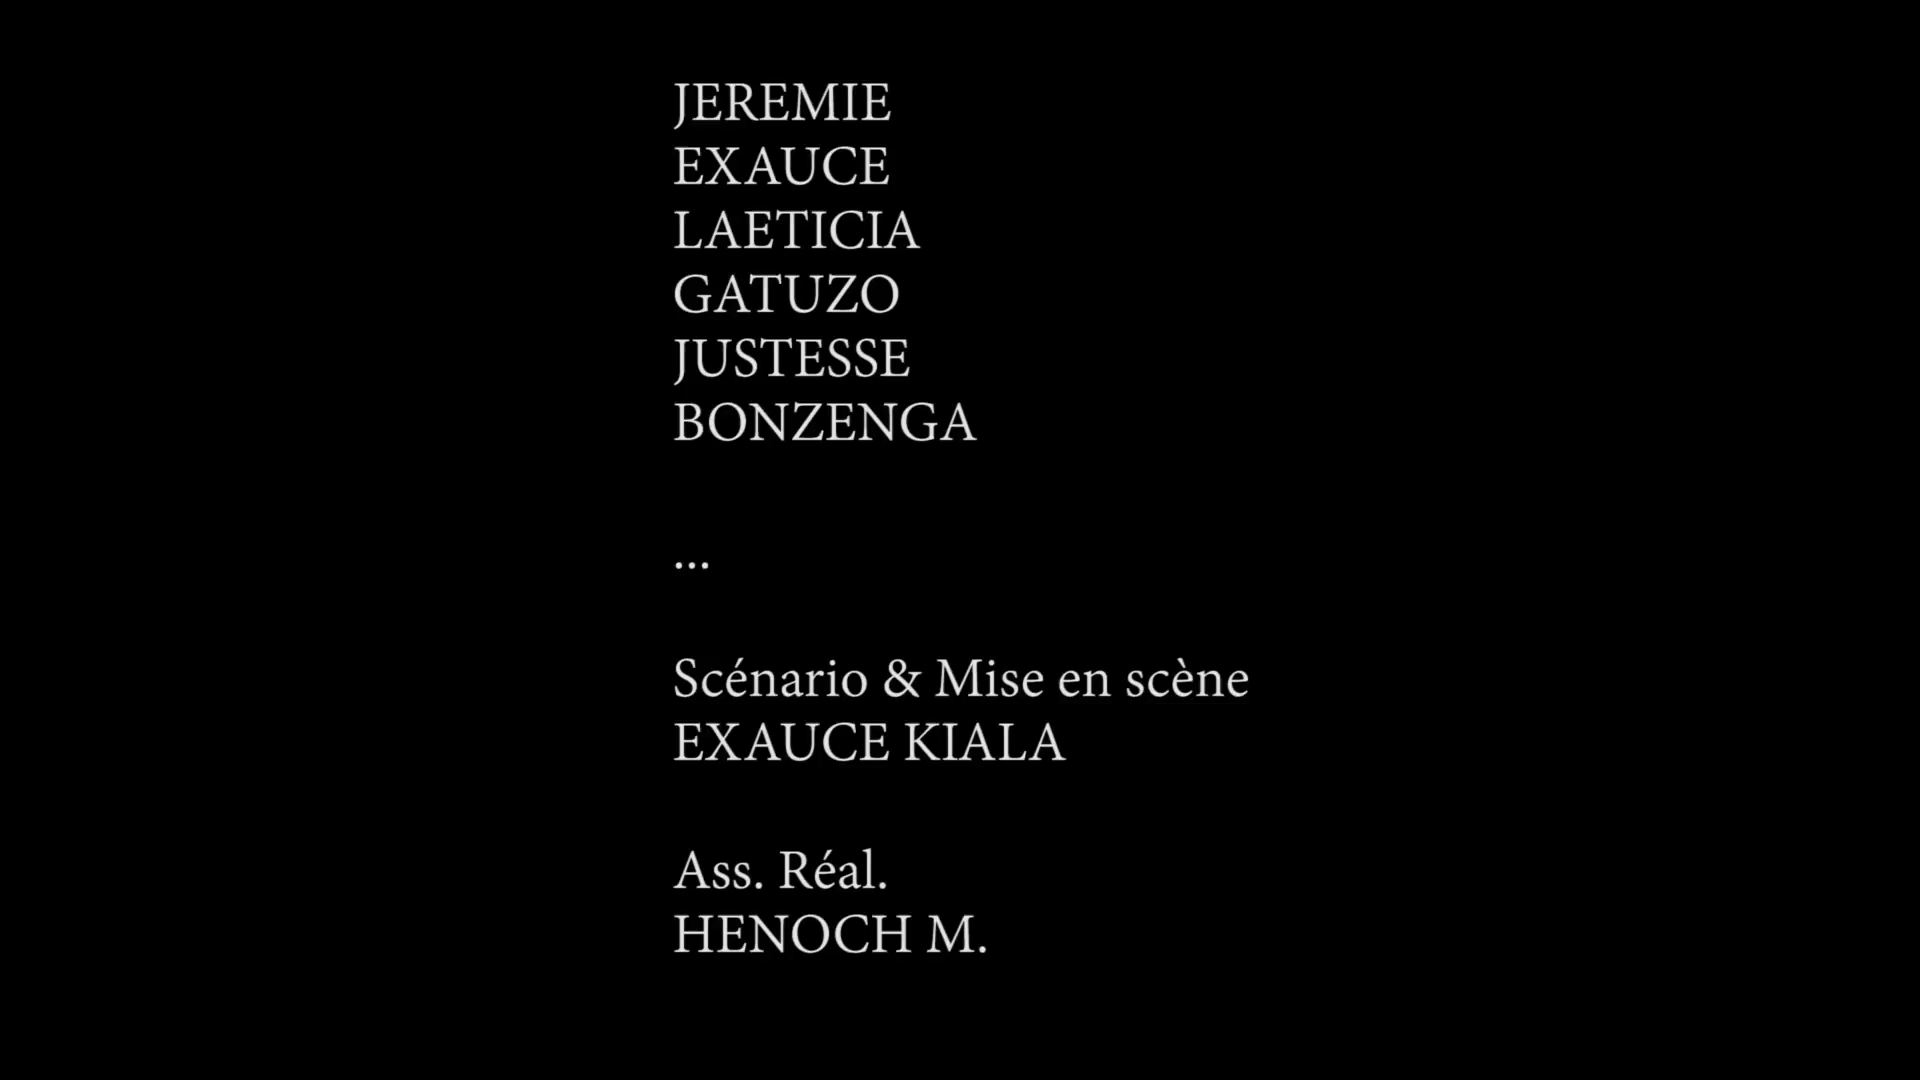 JEREMIE
EXAUCE
LAETICIA
GATUZO
JUSTESSE
BONZENGA
...
Scénario & Mise en scène
EXAUCE KIALA
Ass. Réal.
HENOCH M.